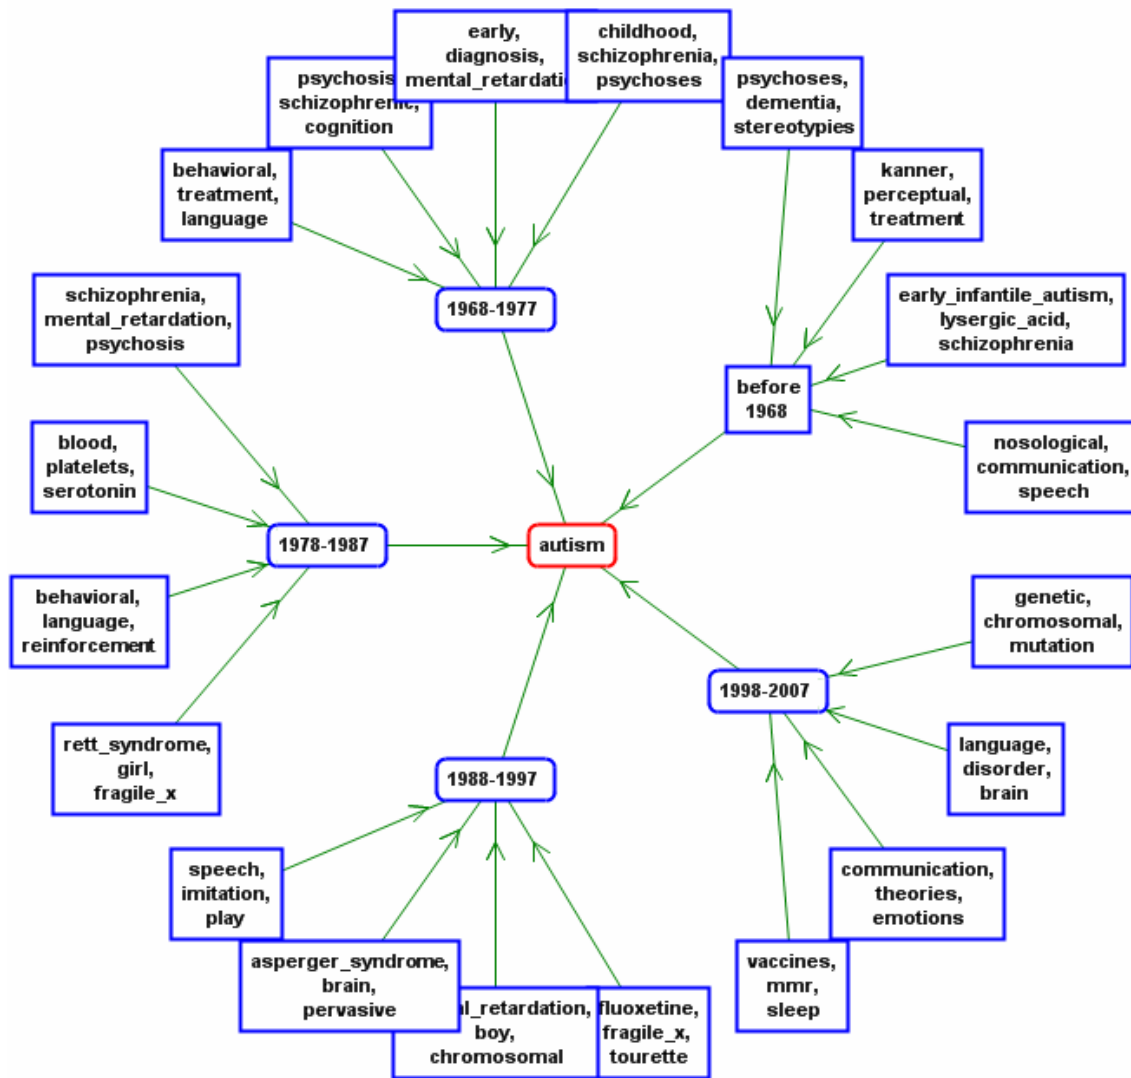 early,
diagnosis,
mental_retardati
childhood,
schizophrenia,
psychoses
psychosis
schizophrenic,
cognition
psychoses,
dementia,
stereotypies
behavioral,
treatment,
language
kanner,
perceptual,
treatment
schizophrenia,
mental_retardation,
psychosis
1968-1977
early_infantile_autism,
lysergic_acid,
schizophrenia
before
1968
blood,
platelets,
serotonin
nosological,
communication,
speech
1978-1987
autism
behavioral,
language,
reinforcement
genetic,
chromosomal,
mutation
1998-2007
rett_syndrome,
girl,
fragile_x
language,
disorder,
brain
1988-1997
speech,
imitation,
play
communication,
theories,
emotions
asperger_syndrome,
brain,
pervasive
vaccines,
mmr,
sleep
al_retardation,
boy,
chromosomal
fluoxetine,
fragile_x,
tourette